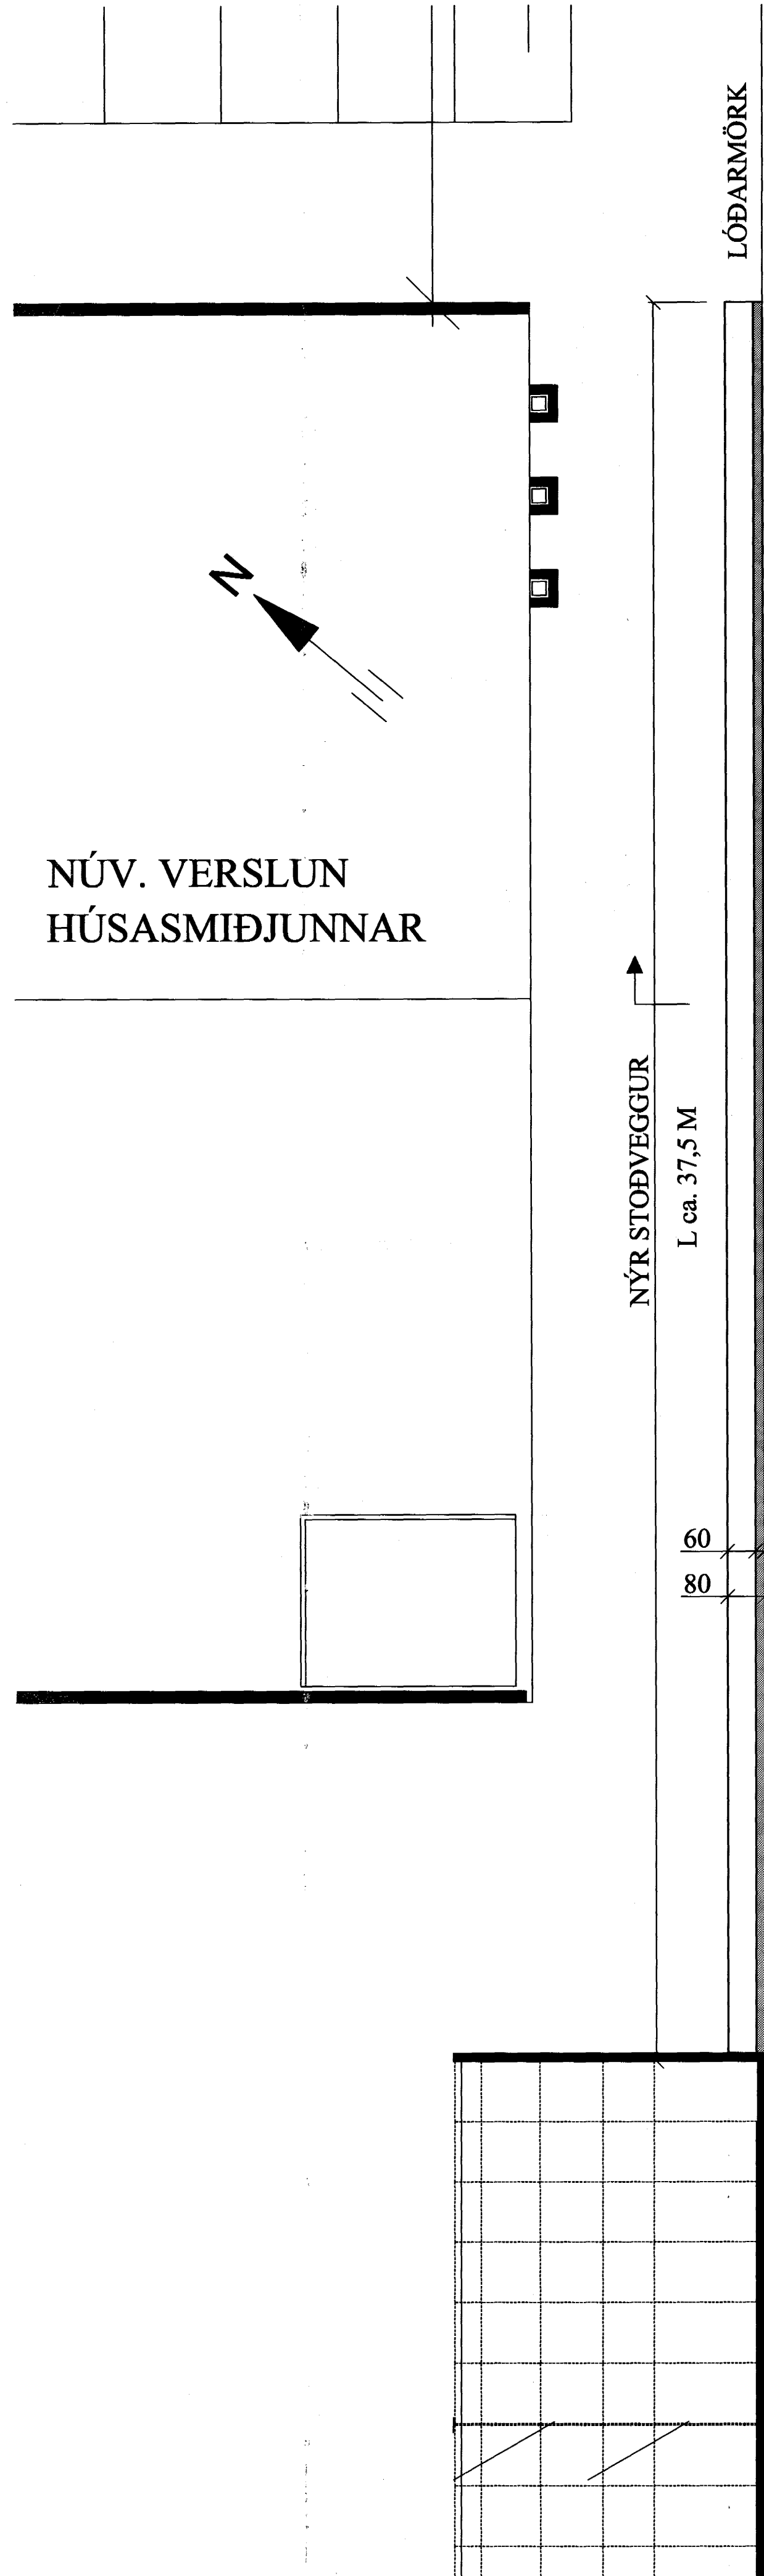 LÓÐARMÖRK
N
NÚV. VERSLUN
HÚSASMIÐJUNNAR
NÝR STOÐVEGGUR
L ca. 37,5 M
60
80